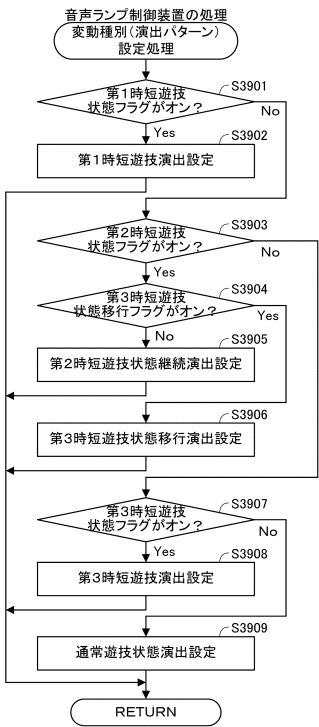 音声ランプ制御装置の処理
変動種別(演出パターン)
設定処理
S3901
第1時短遊技
状態フラグがオン?
No
Yes
S3902
第1時短遊技演出設定
S3903
第2時短遊技
状態フラグがオン?
No
Yes
S3904
第3時短遊技
状態移行フラグがオン?
Yes
No
S3905
第2時短遊技状態継続演出設定
S3906
第3時短遊技状態移行演出設定
S3907
第3時短遊技
状態フラグがオン?
No
Yes
S3908
第3時短遊技演出設定
S3909
通常遊技状態演出設定
RETURN